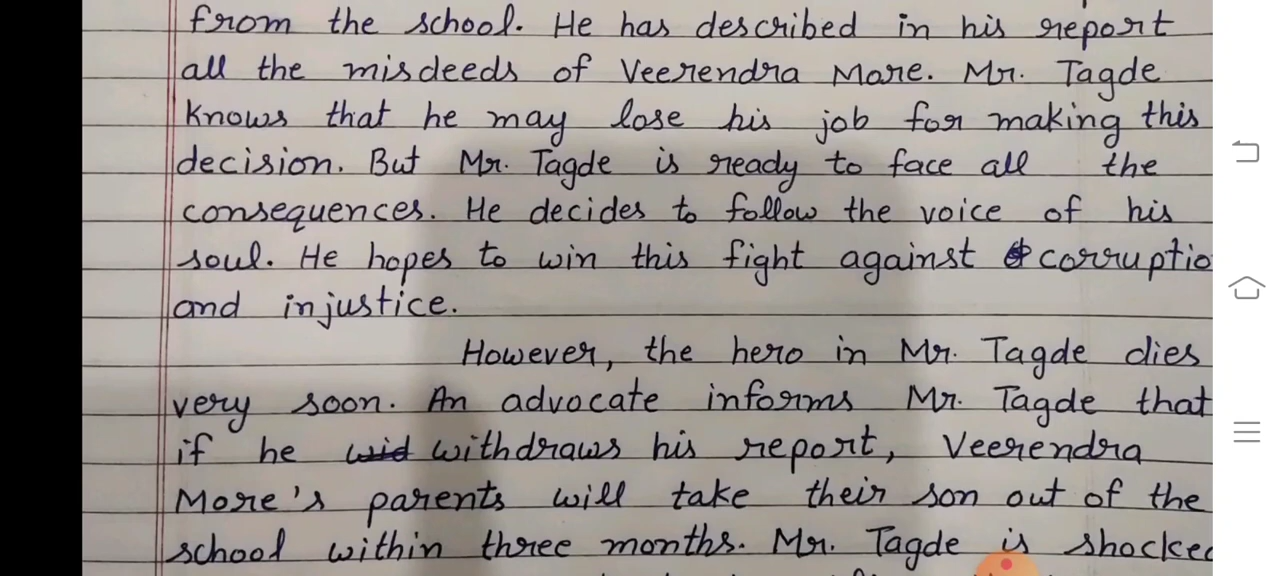 from the school. He has described in his report
all the misdeeds of Veerendra More. Mr. Tagde
knows that he may lose his job for making this
decision. But Mr. Tagde is ready to face all the
consequences. He decides to follow the voice of his
soul. He hopes to win this fight against corruptio
and injustice.
However, the hero in Mr. Tagde dies
very soon. An advocate informs Mr. Tagde that
if he wid withdraws his report, Veerendra
More's parents will take their son out of the
school within three months. Mr. Tagde is shocked